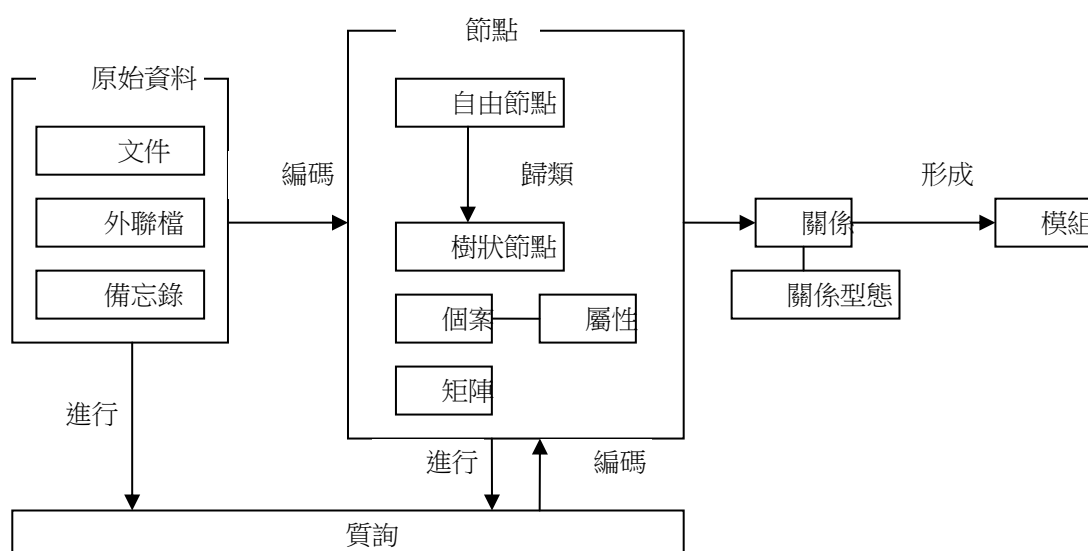 節點
原始資料
自由節點
文件
編碼
歸類
形成
外聯檔
樹狀節點
關係
模組
備忘錄
關係型態
個案
屬性
矩陣
進行
進行
編碼
質詢